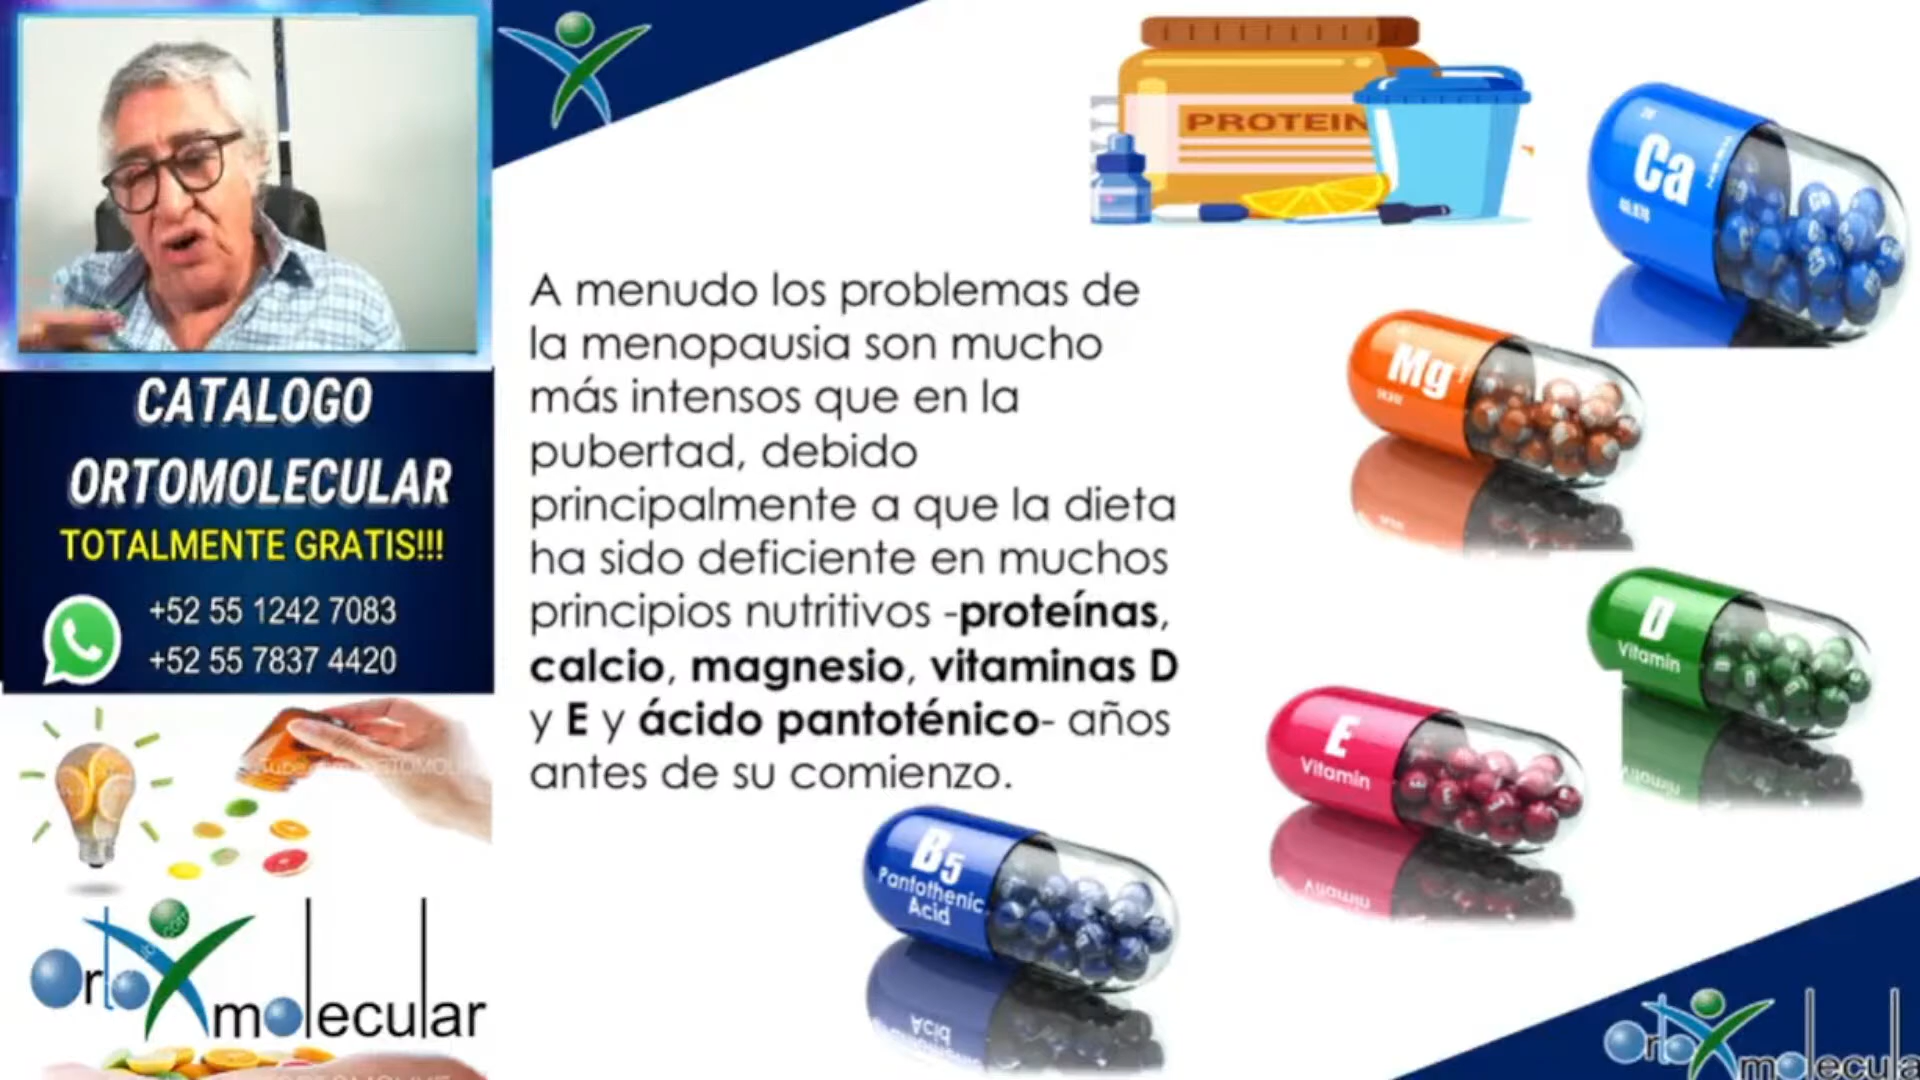 CATALOGO
ORTOMOLECULAR
TOTALMENTE GRATIS!!!
+52 55 1242 7083
+52 55 7837 4420
Ortomolecular
PROTEIN
Ca
Mg
A menudo los problemas de
la menopausia son mucho
más intensos que en la
pubertad, debido
principalmente a que la dieta
ha sido deficiente en muchos
principios nutritivos -proteínas,
calcio, magnesio, vitaminas D
y E y ácido pantoténico- años
antes de su comienzo.
D
Vitamin
E
Vitamin
B5
Pantothenic
Acid
Ortomolecula